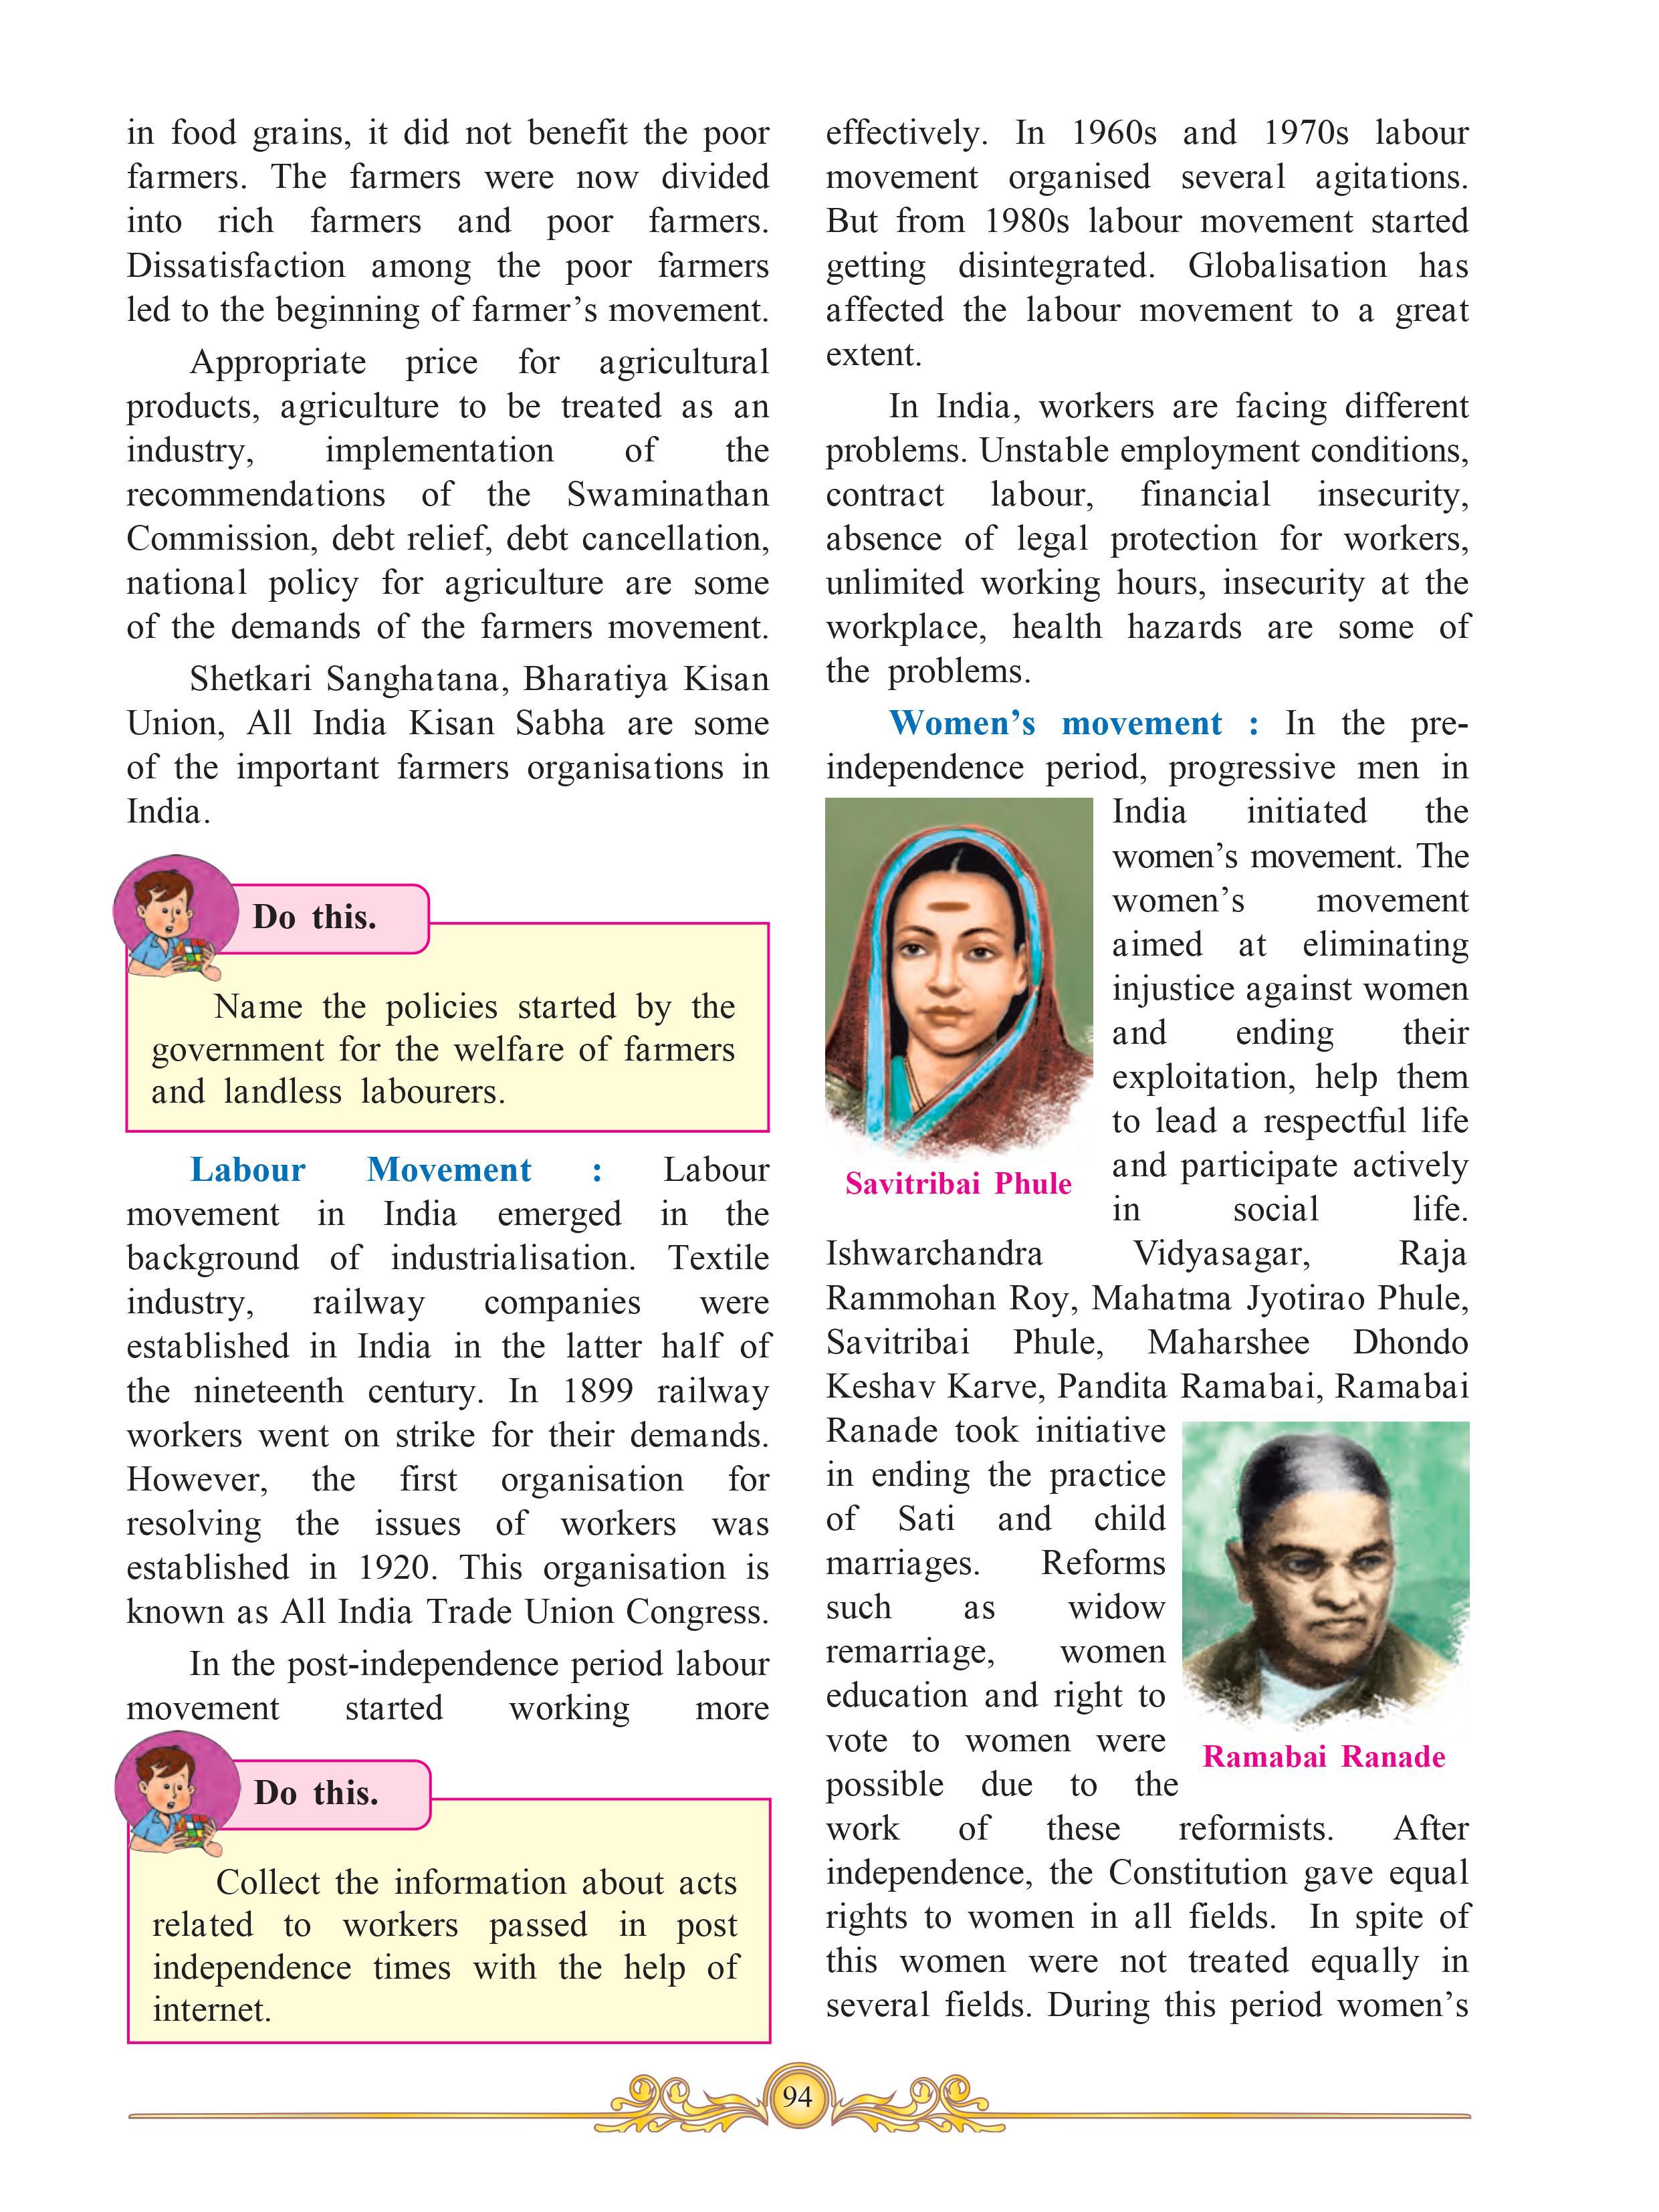 in food grains, it did not benefit the poor
farmers. The farmers were now divided
into rich farmers and poor farmers.
Dissatisfaction among the poor farmers
led to the beginning of farmer’s movement.
Appropriate price for agricultural
products, agriculture to be treated as an
industry, implementation of the
recommendations of the Swaminathan
Commission, debt relief, debt cancellation,
national policy for agriculture are some
of the demands of the farmers movement.
Shetkari Sanghatana, Bharatiya Kisan
Union, All India Kisan Sabha are some
of the important farmers organisations in
India.
Do this.
Name the policies started by the
government for the welfare of farmers
and landless labourers.
Labour Movement : Labour
movement in India emerged in the
background of industrialisation. Textile
industry, railway companies were
established in India in the latter half of
the nineteenth century. In 1899 railway
workers went on strike for their demands.
However, the first organisation for
resolving the issues of workers was
established in 1920. This organisation is
known as All India Trade Union Congress.
In the post-independence period labour
movement started working more
Do this.
Collect the information about acts
related to workers passed in post
independence times with the help of
internet.
effectively. In 1960s and 1970s labour
movement organised several agitations.
But from 1980s labour movement started
getting disintegrated. Globalisation has
affected the labour movement to a great
extent.
In India, workers are facing different
problems. Unstable employment conditions,
contract labour, financial insecurity,
absence of legal protection for workers,
unlimited working hours, insecurity at the
workplace, health hazards are some of
the problems.
Women’s movement : In the pre-
independence period, progressive men in
India initiated the
women’s movement. The
women’s movement
aimed at eliminating
injustice against women
and ending their
exploitation, help them
to lead a respectful life
and participate actively
in social life.
Savitribai Phule
Ishwarchandra Vidyasagar, Raja
Rammohan Roy, Mahatma Jyotirao Phule,
Savitribai Phule, Maharshee Dhondo
Keshav Karve, Pandita Ramabai, Ramabai
Ranade took initiative
in ending the practice
of Sati and child
marriages. Reforms
such as widow
remarriage, women
education and right to
vote to women were
possible due to the
Ramabai Ranade
work of these reformists. After
independence, the Constitution gave equal
rights to women in all fields. In spite of
this women were not treated equally in
several fields. During this period women’s
94